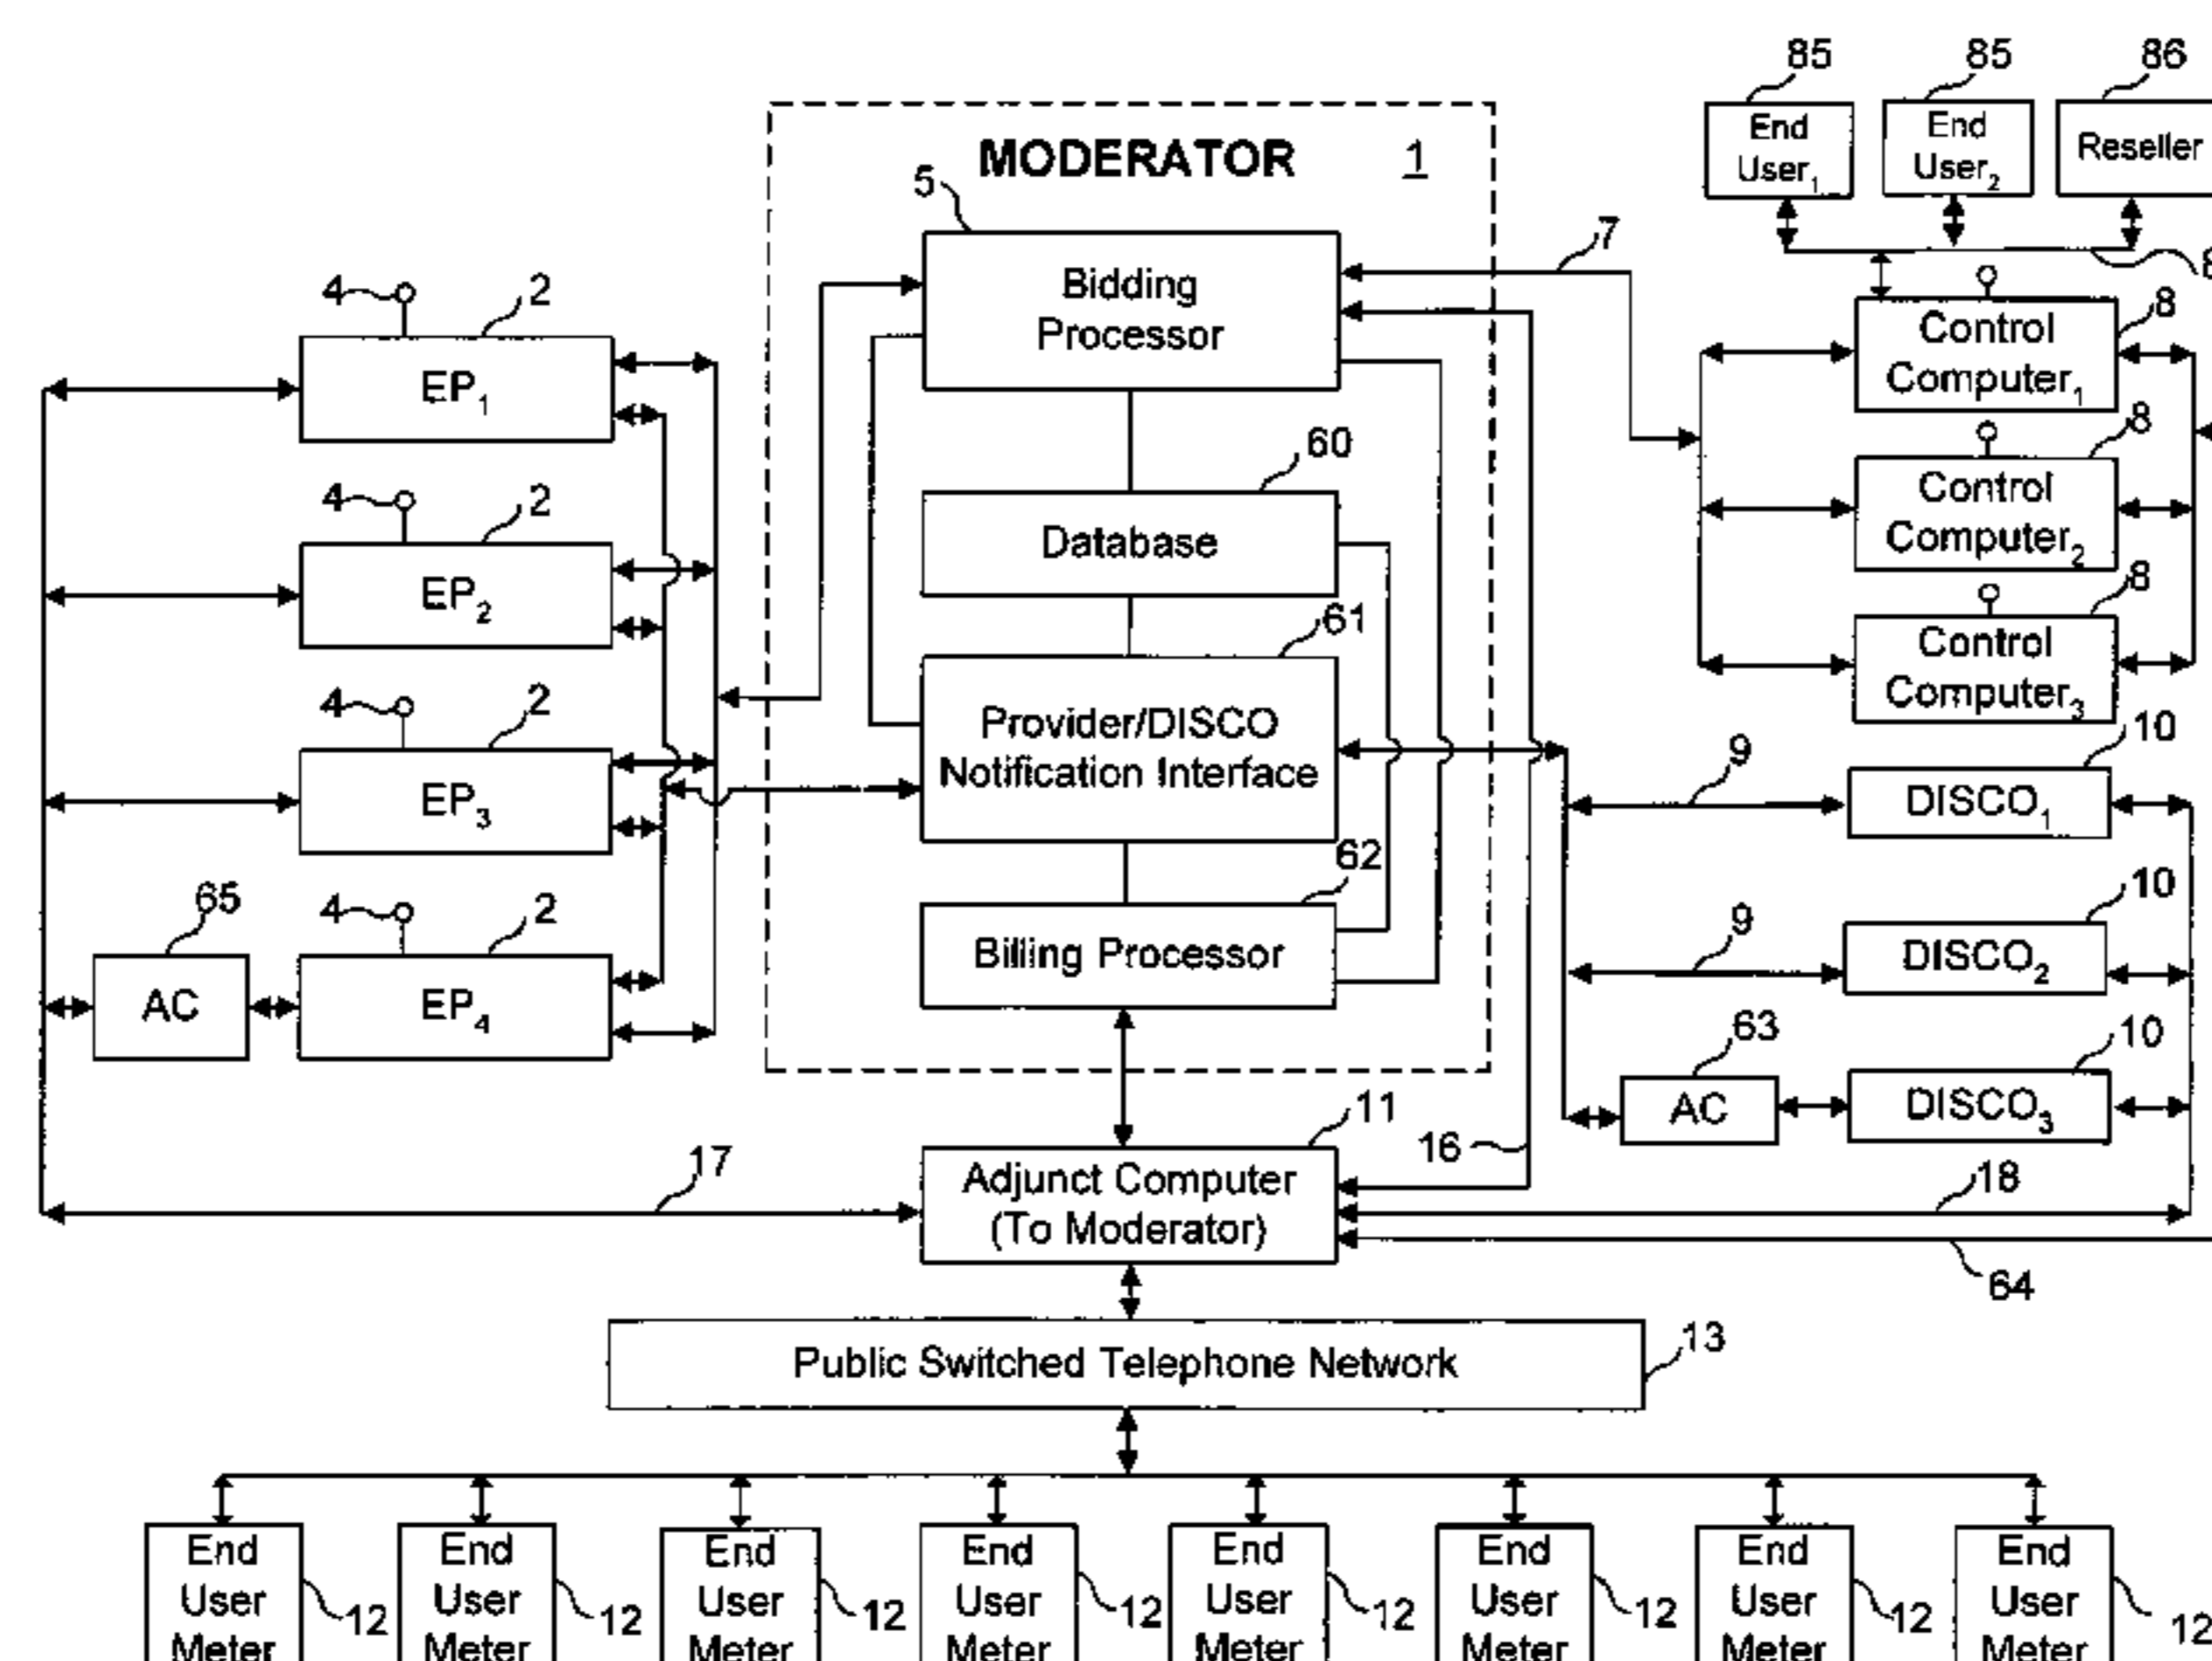 85
85
86
End
User1
End
User2
Reseller
MODERATOR 1
5
7
8
Bidding
Processor
4
2
EP1
4
2
EP2
4
2
EP3
65
4
2
AC
EP4
60
Database
61
Provider/DISCO
Notification Interface
62
Billing Processor
8
Control
Computer1
8
Control
Computer2
8
Control
Computer3
9
10
DISCO1
9
10
DISCO2
63
10
AC
DISCO3
11
16
17
18
Adjunct Computer
(To Moderator)
64
13
Public Switched Telephone Network
End
User
Meter
12
End
User
Meter
12
End
User
Meter
12
End
User
Meter
12
End
User
Meter
12
End
User
Meter
12
End
User
Meter
12
End
User
Meter
12